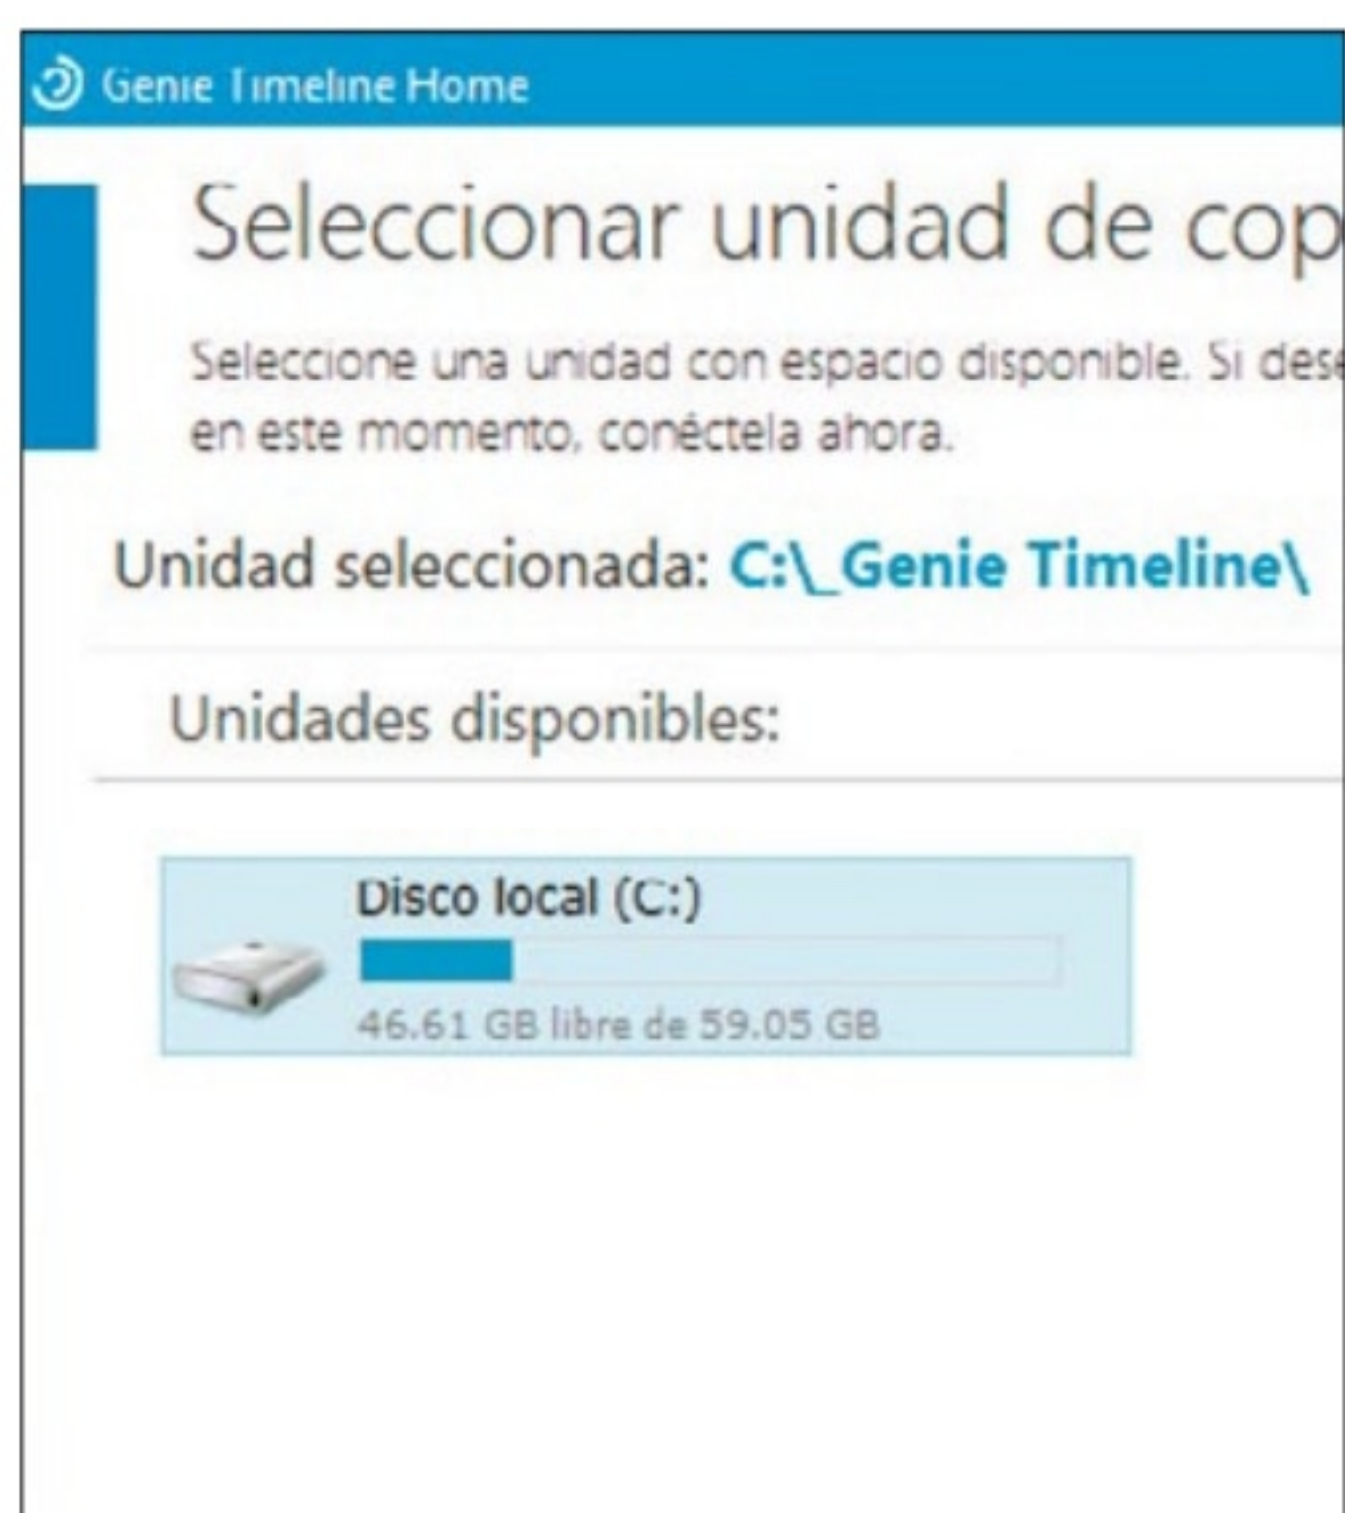 Genie Timeline Home
Seleccionar unidad de cop
Seleccione una unidad con espacio disponible. Si dese
en este momento, conéctela ahora.
Unidad seleccionada: C:\_Genie Timeline\
Unidades disponibles:
Disco local (C:)
46.61 GB libre de 59.05 GB